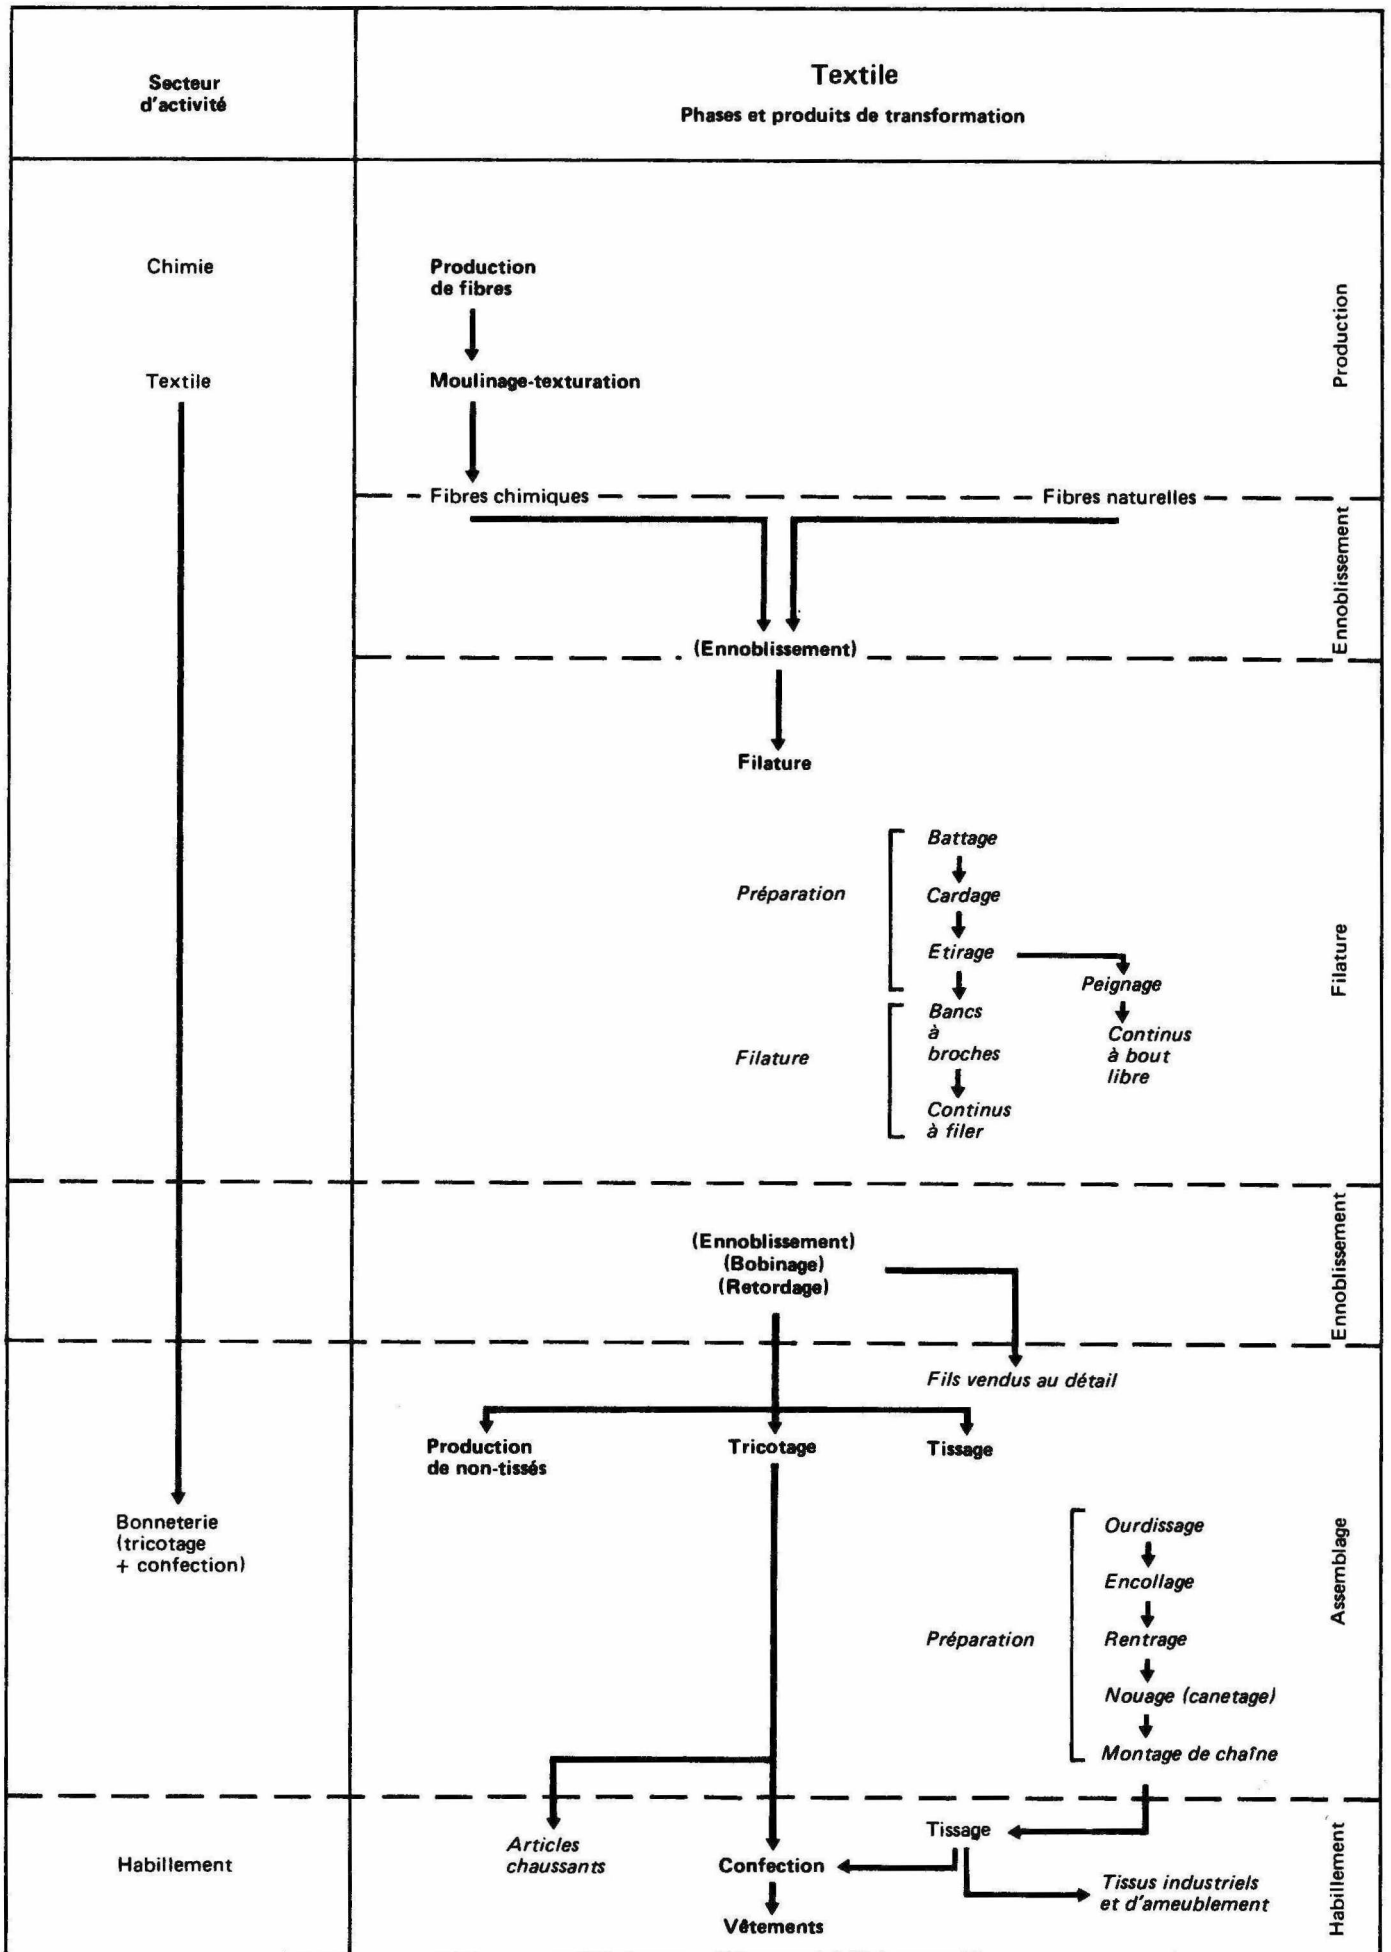 Secteur
d'activité
Textile
Phases et produits de transformation
Chimie
Production
de fibres
Textile
Moulinage-texturation
Production
Fibres chimiques
Fibres naturelles
Ennoblissement
(Ennoblissement)
Filature
Préparation
Battage
Cardage
Etirage
Peignage
Filature
Bancs
à
broches
Continus
à filer
Continus
à bout
libre
Filature
(Ennoblissement)
(Bobinage)
(Retordage)
Ennoblissement
Fils vendus au détail
Production
de non-tissés
Tricotage
Tissage
Bonneterie
(tricotage
+ confection)
Préparation
Ourdissage
Encollage
Rentrage
Nouage (canetage)
Montage de chaîne
Assemblage
Habillement
Articles
chaussants
Confection
Vêtements
Tissage
Tissus industriels
et d'ameublement
Habillement